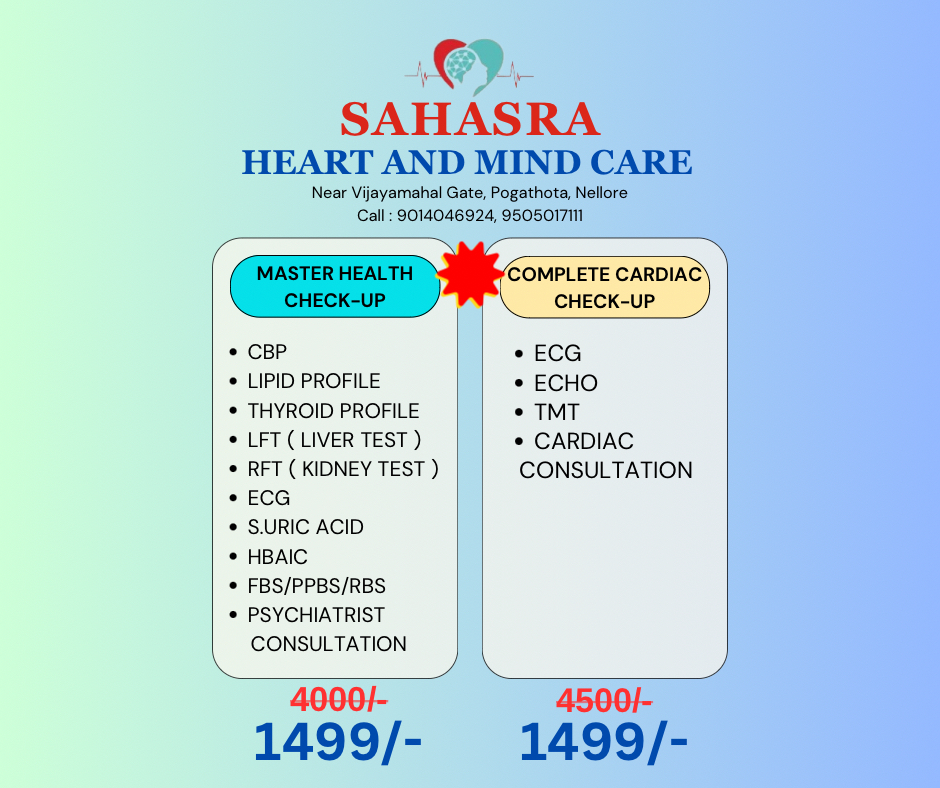 SAHASRA
HEART AND MIND CARE
Near Vijayamahal Gate, Pogathota, Nellore
Call : 9014046924, 9505017111
MASTER HEALTH
CHECK-UP
• CBP
• LIPID PROFILE
• THYROID PROFILE
• LFT ( LIVER TEST )
• RFT ( KIDNEY TEST )
• ECG
• S.URIC ACID
• HBAIC
• FBS/PPBS/RBS
• PSYCHIATRIST
CONSULTATION
4000/-
1499/-
COMPLETE CARDIAC
CHECK-UP
• ECG
• ECHO
• TMT
• CARDIAC
CONSULTATION
4500/-
1499/-